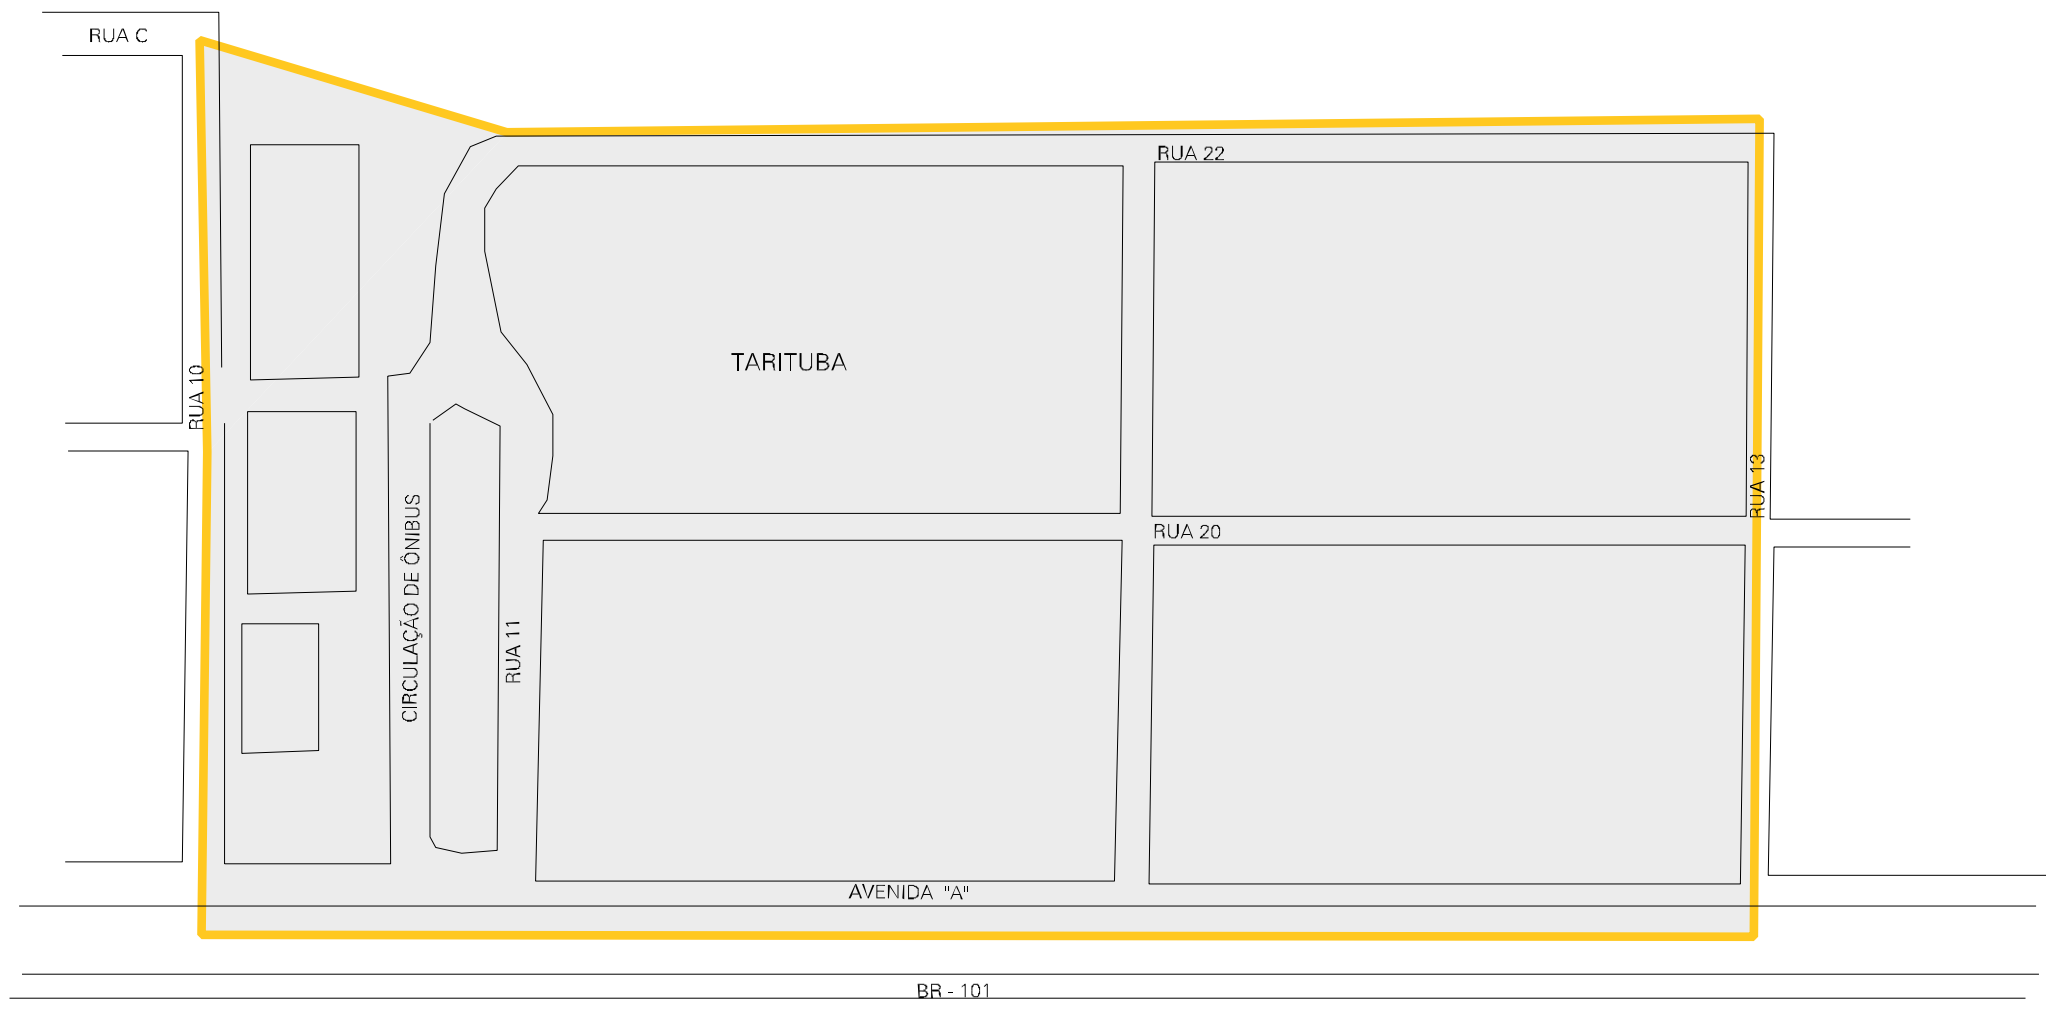 RUA C
RUA 22
TARITUBA
RUA 10
RUA 13
CIRCULAÇÃO DE ÔNIBUS
RUA 20
RUA 11
AVENIDA "A"
BR - 101